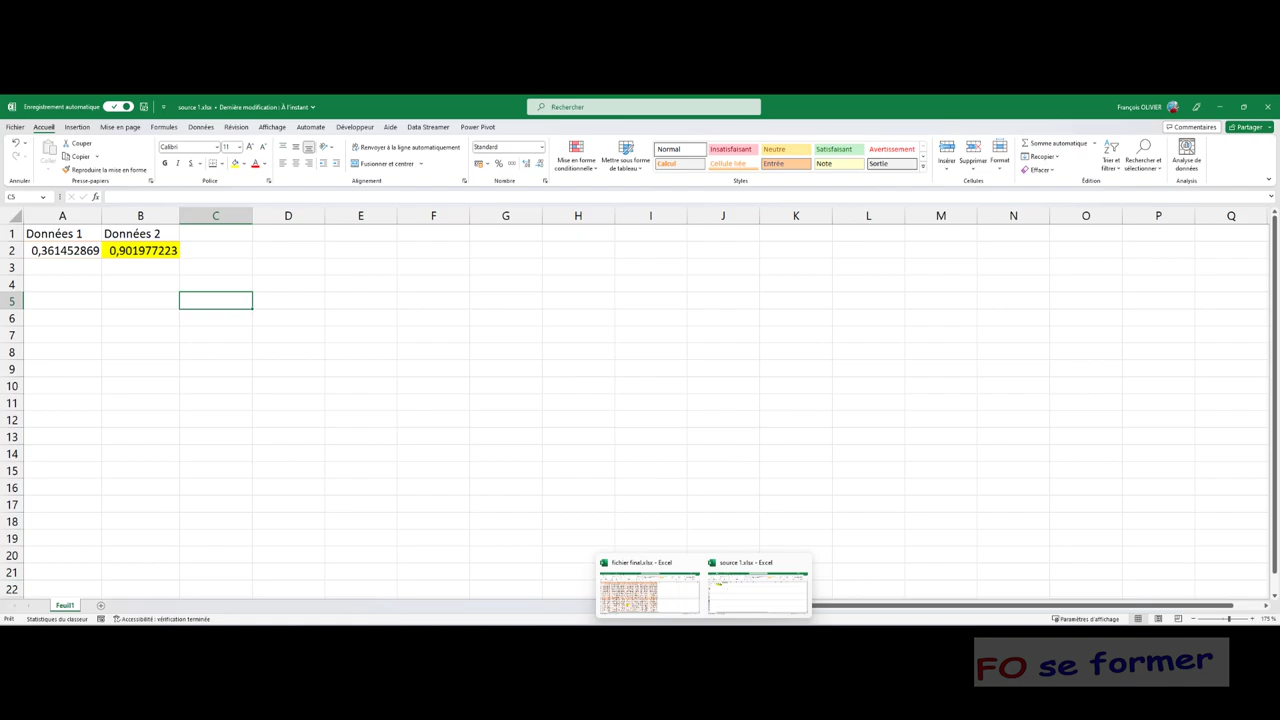 Enregistrement automatique
source 1.xlsx • Dernière modification : À l'instant
Rechercher
François OLIVIER
Fichier Accueil Insertion Mise en page Formules Données Révision Affichage Automate Développeur Aide Data Streamer Power Pivot
Commentaires Partager
Coller
Couper
Copier
Reproduire la mise en forme
Presse-papiers
Calibri 11
G I S
Police
Renvoyer à la ligne automatiquement
Fusionner et centrer
Alignement
Standard
Nombre
Mise en forme conditionnelle
Mettre sous forme de tableau
Normal Insatisfaisant Neutre Satisfaisant Avertissement
Calcul Cellule liée Entrée Note Sortie
Styles
Insérer Supprimer Format
Cellules
Somme automatique
Recopier
Effacer
Trier et filtrer
Rechercher et sélectionner
Édition
Analyse de données
Analysis
C5 fx
A B C D E F G H I J K L M N O P Q
1 Données 1 Données 2
2 0,361452869 0,901977223
3
4
5
6
7
8
9
10
11
12
13
14
15
16
17
18
19
20
21
22
fichier final.xlsx - Excel
source 1.xlsx - Excel
Feuil1
Prêt Statistiques du classeur Accessibilité : vérification terminée
Paramètres d'affichage
175 %
FO se former